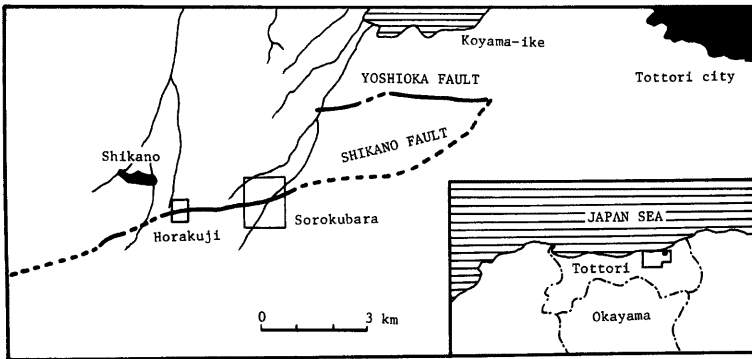 Koyama-ike
Tottori city
YOSHIOKA FAULT
SHIKANO FAULT
Shikano
Horakuji
Sorokubara
0 3 km
JAPAN SEA
Tottori
Okayama